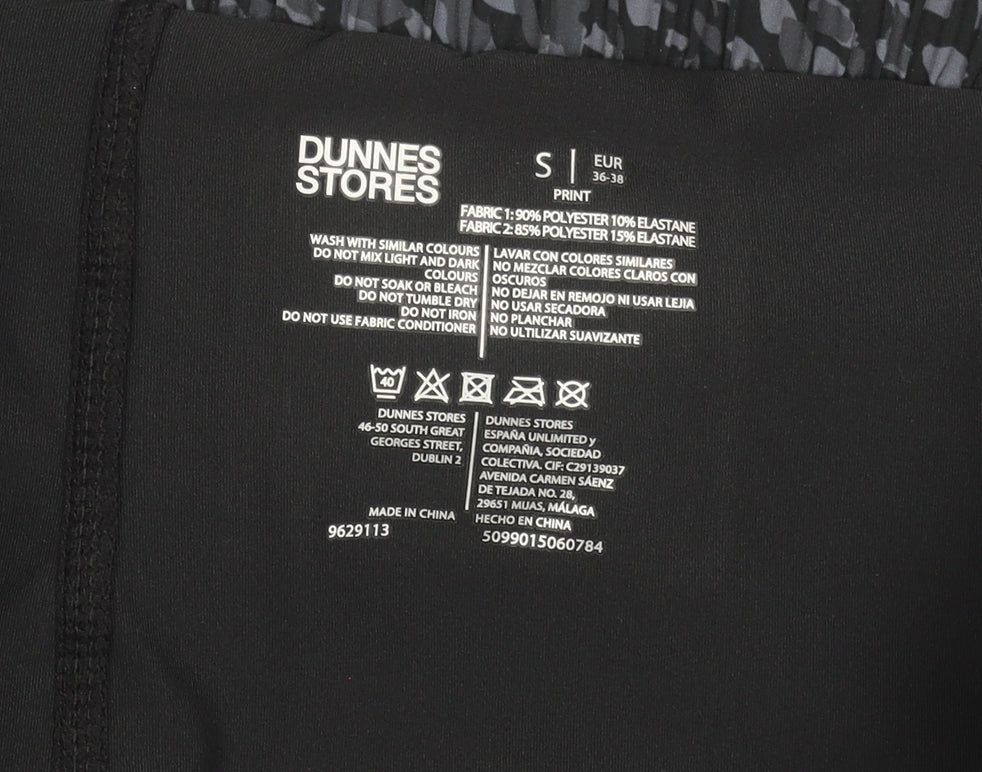 DUNNES
STORES
S | EUR
36-38
PRINT
FABRIC 1: 90% POLYESTER 10% ELASTANE
FABRIC 2: 85% POLYESTER 15% ELASTANE
WASH WITH SIMILAR COLOURS
DO NOT MIX LIGHT AND DARK
COLOURS
DO NOT SOAK OR BLEACH
DO NOT TUMBLE DRY
DO NOT IRON
DO NOT USE FABRIC CONDITIONER
LAVAR CON COLORES SIMILARES
NO MEZCLAR COLORES CLAROS CON
OSCUROS
NO DEJAR EN REMOJO NI USAR LEJIA
NO USAR SECADORA
NO PLANCHAR
NO ULTILIZAR SUAVIZANTE
40
DUNNES STORES
46-50 SOUTH GREAT
GEORGES STREET,
DUBLIN 2
MADE IN CHINA
9629113
DUNNES STORES
ESPAÑA UNLIMITED y
COMPAÑIA, SOCIEDAD
COLECTIVA. CIF: C29139037
AVENIDA CARMEN SÁENZ
DE TEJADA NO. 28,
29651 MIJAS, MÁLAGA
HECHO EN CHINA
5099015060784